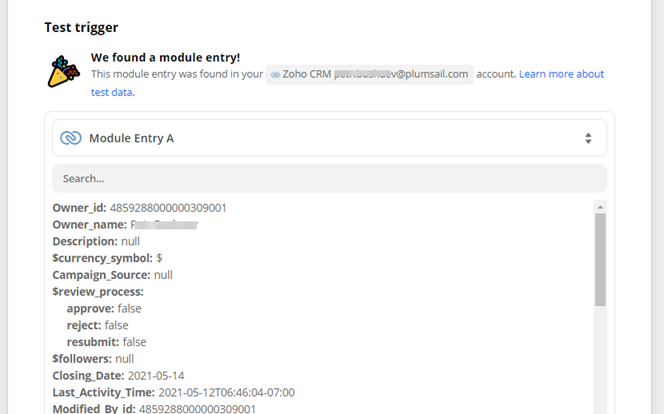 Test trigger
We found a module entry!
This module entry was found in your Zoho CRM @plumsail.com account. Learn more about
test data.
Module Entry A
Search...
Owner_id: 4859288000000309001
Owner_name:
Description: null
$currency_symbol: $
Campaign_Source: null
$review_process:
approve: false
reject: false
resubmit: false
$followers: null
Closing_Date: 2021-05-14
Last_Activity_Time: 2021-05-12T06:46:04-07:00
Modified_By_id: 4859288000000309001